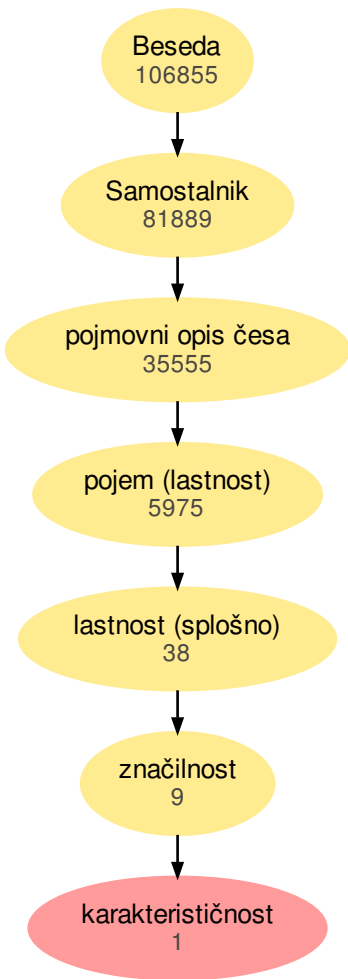 Beseda
106855
Samostalnik
81889
pojmovni opis česa
35555
pojem (lastnost)
5975
lastnost (splošno)
38
značilnost
9
karakterističnost
1